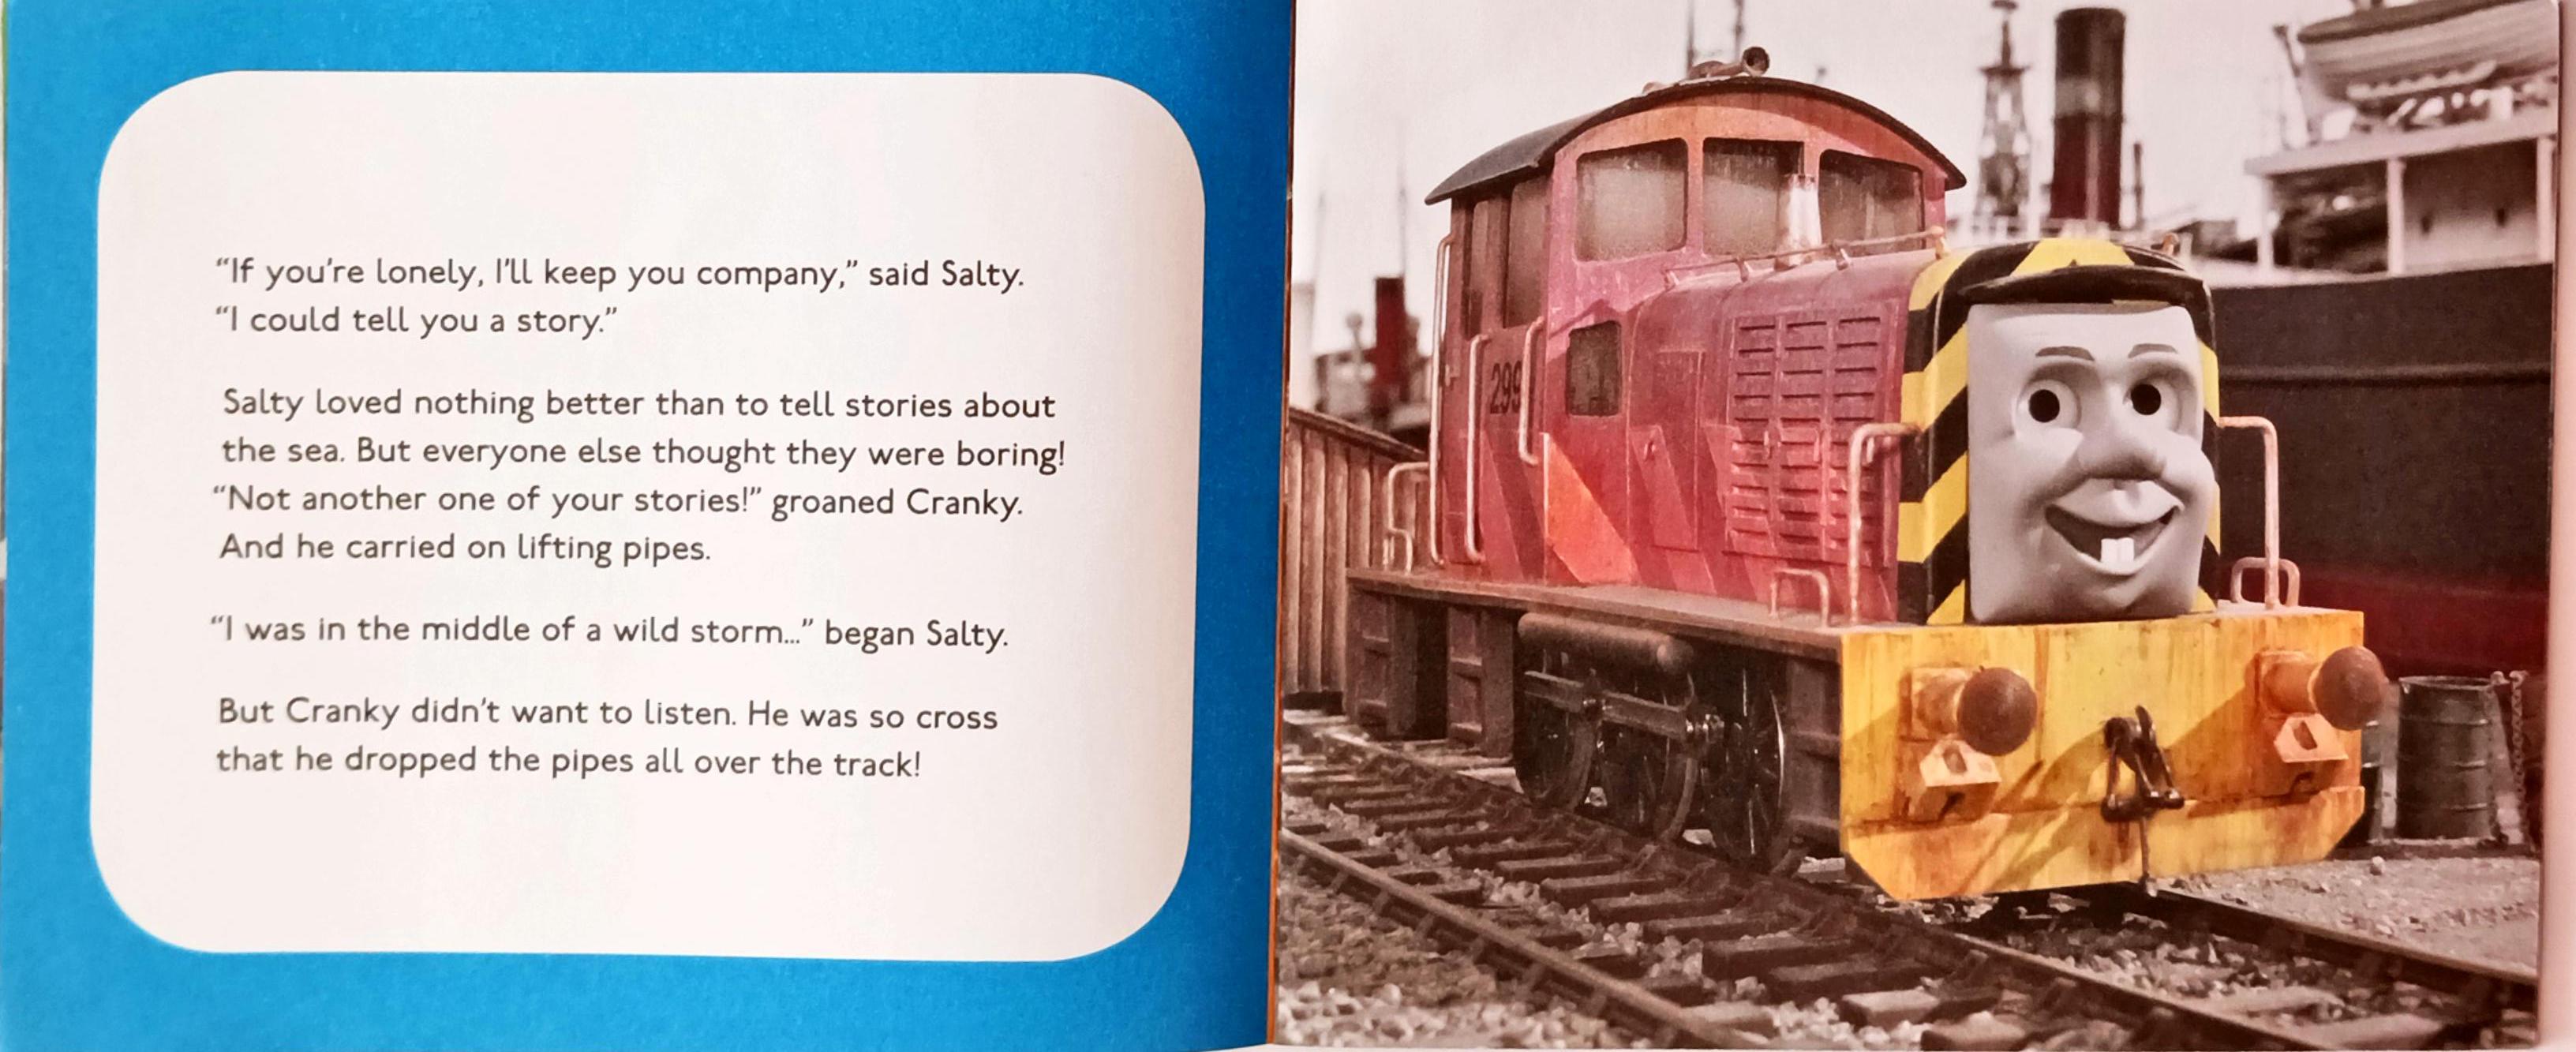 “If you’re lonely, I’ll keep you company,” said Salty.
“I could tell you a story.”
Salty loved nothing better than to tell stories about
the sea. But everyone else thought they were boring!
“Not another one of your stories!” groaned Cranky.
And he carried on lifting pipes.
“I was in the middle of a wild storm...” began Salty.
But Cranky didn’t want to listen. He was so cross
that he dropped the pipes all over the track!
299